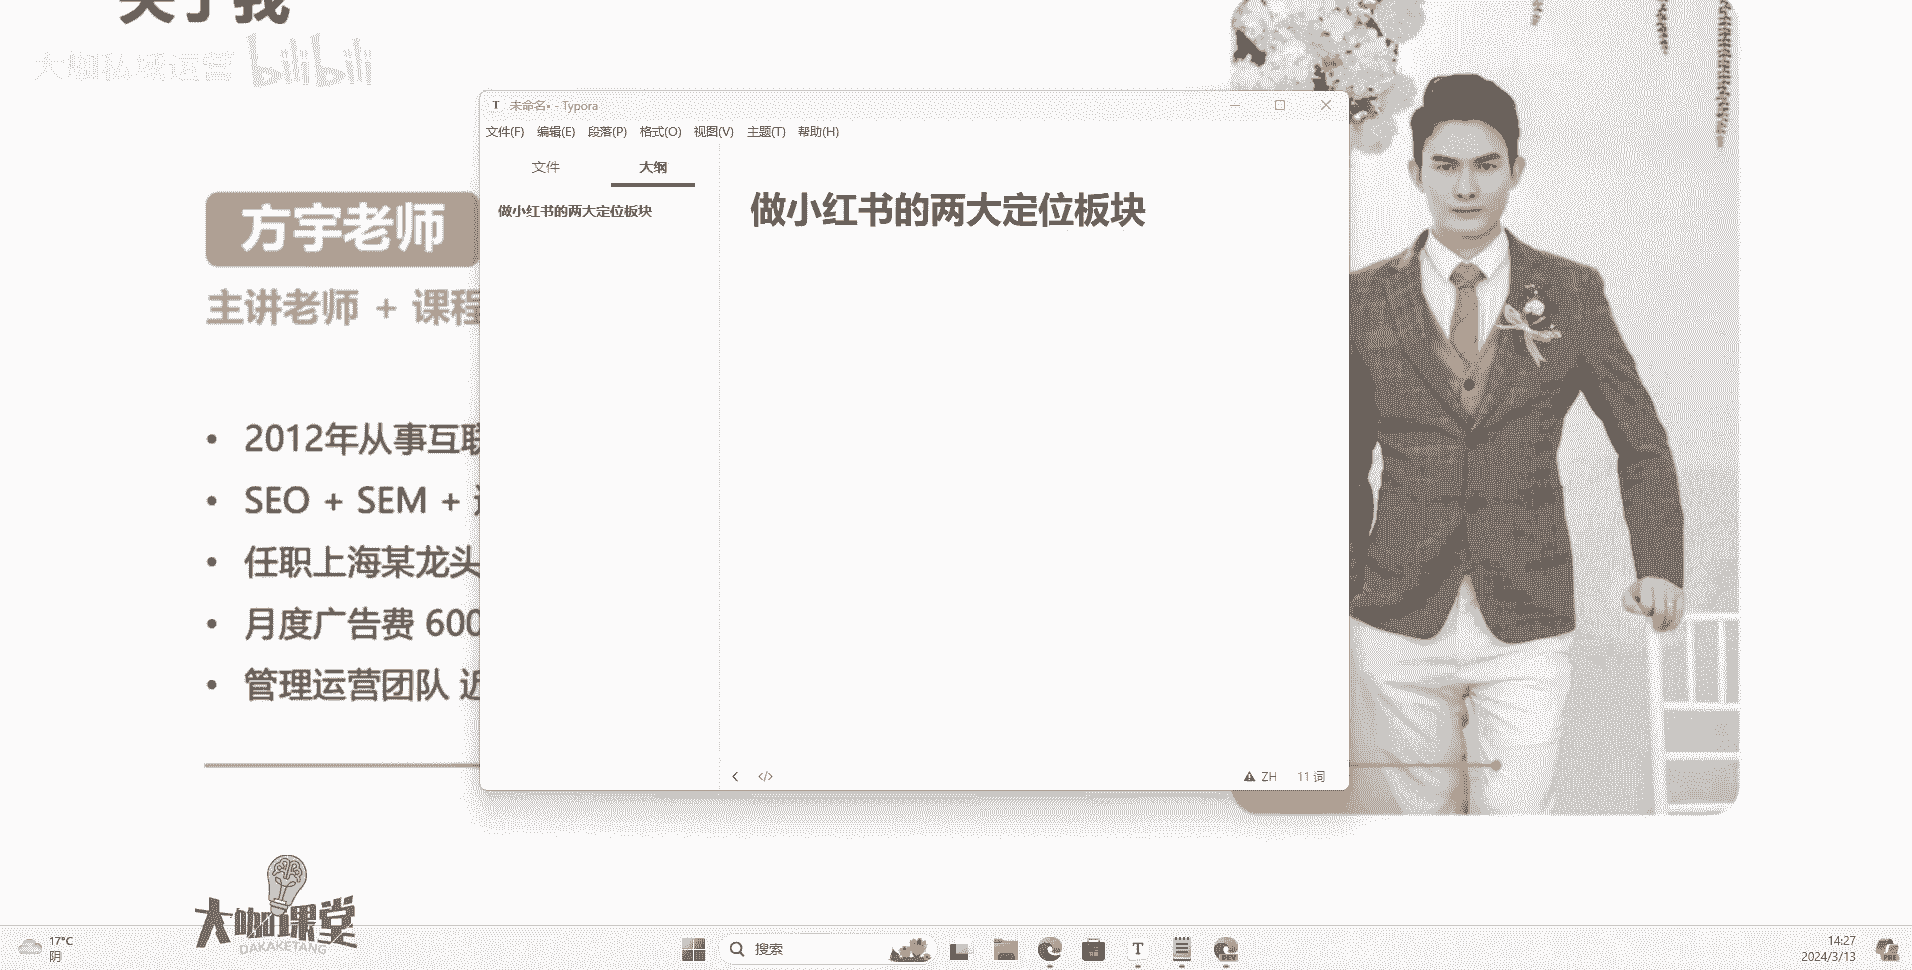 关于我
大咖私域运营 bilibili
未命名• - Typora
文件(F) 编辑(E) 段落(P) 格式(O) 视图(V) 主题(T) 帮助(H)
文件 大纲
做小红书的两大定位板块
做小红书的两大定位板块
方宇老师
主讲老师 + 课程
2012年从事互联
SEO + SEM +
任职上海某龙头
月度广告费 600
管理运营团队 近
ZH 11 词
大咖课堂
DAKAKETANG
17°C
阴
搜索
T
DEV
14:27
2024/3/13
PRE